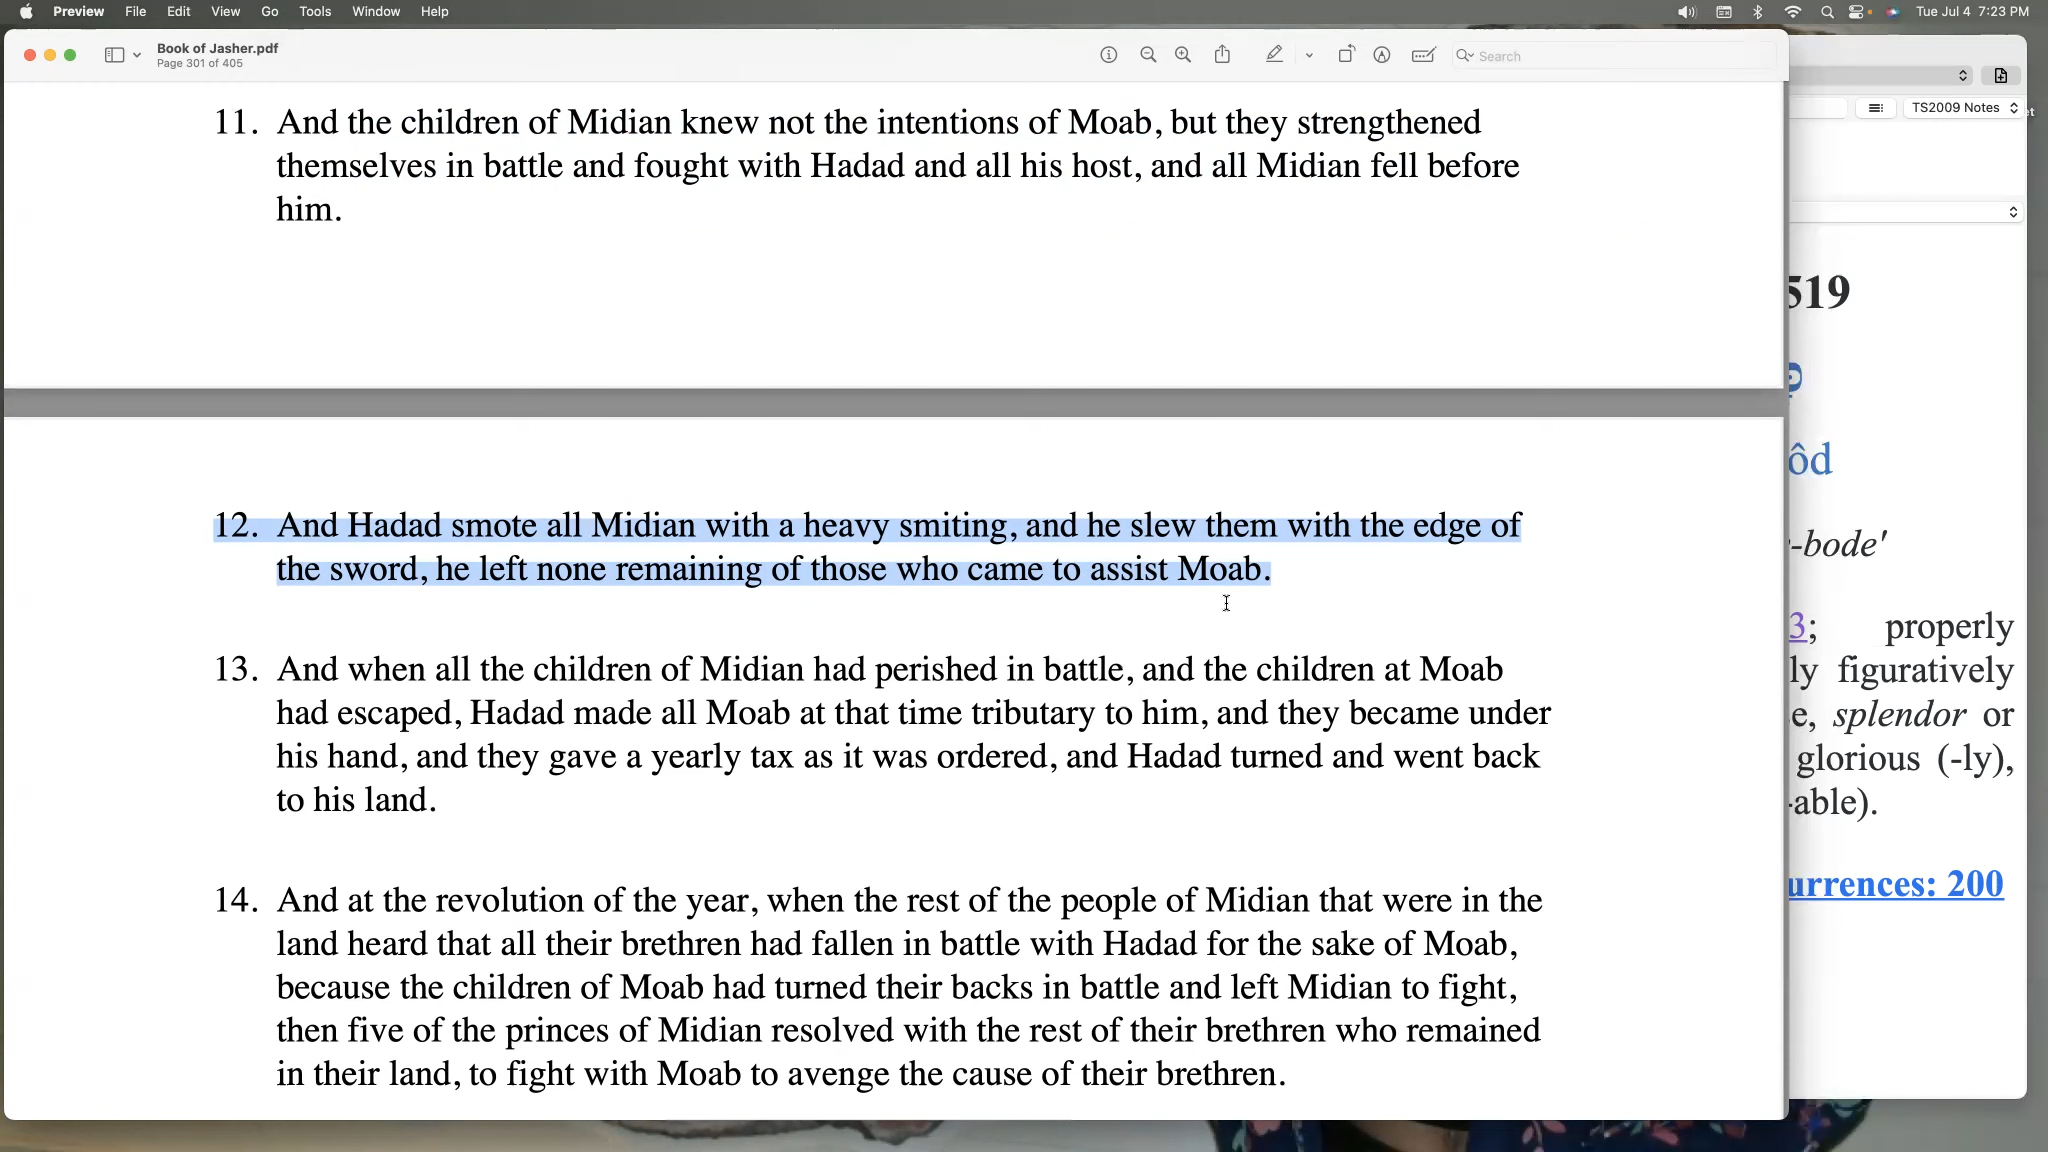 Preview File Edit View Go Tools Window Help
Tue Jul 4 7:23 PM
Book of Jasher.pdf
Page 301 of 405
Search
TS2009 Notes
11. And the children of Midian knew not the intentions of Moab, but they strengthened
themselves in battle and fought with Hadad and all his host, and all Midian fell before
him.
12. And Hadad smote all Midian with a heavy smiting, and he slew them with the edge of
the sword, he left none remaining of those who came to assist Moab.
13. And when all the children of Midian had perished in battle, and the children at Moab
had escaped, Hadad made all Moab at that time tributary to him, and they became under
his hand, and they gave a yearly tax as it was ordered, and Hadad turned and went back
to his land.
14. And at the revolution of the year, when the rest of the people of Midian that were in the
land heard that all their brethren had fallen in battle with Hadad for the sake of Moab,
because the children of Moab had turned their backs in battle and left Midian to fight,
then five of the princes of Midian resolved with the rest of their brethren who remained
in their land, to fight with Moab to avenge the cause of their brethren.
519
ôd
-bode'
3; properly
ly figuratively
e, splendor or
glorious (-ly),
-able).
urrences: 200